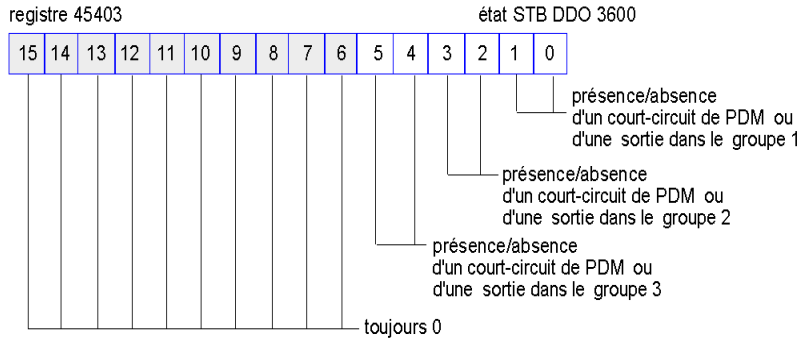 registre 45403 état STB DDO 3600
15 14 13 12 11 10 9 8 7 6 5 4 3 2 1 0
présence/absence
d'un court-circuit de PDM ou
d'une sortie dans le groupe 1
présence/absence
d'un court-circuit de PDM ou
d'une sortie dans le groupe 2
présence/absence
d'un court-circuit de PDM ou
d'une sortie dans le groupe 3
toujours 0